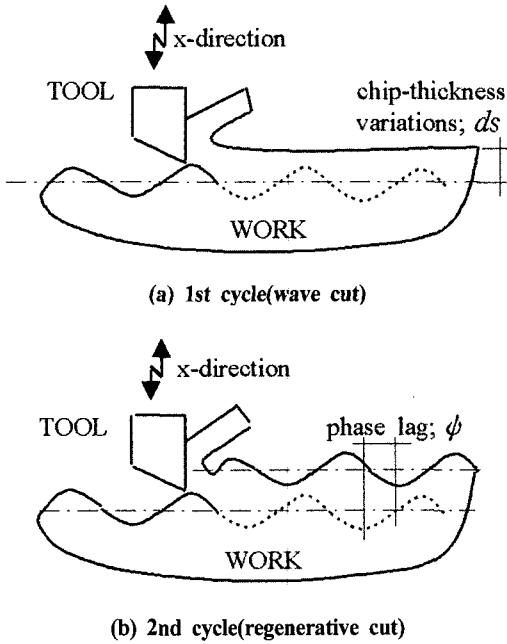 x-direction
TOOL
chip-thickness
variations; ds
WORK
(a) 1st cycle(wave cut)
x-direction
TOOL
phase lag; ψ
WORK
(b) 2nd cycle(regenerative cut)